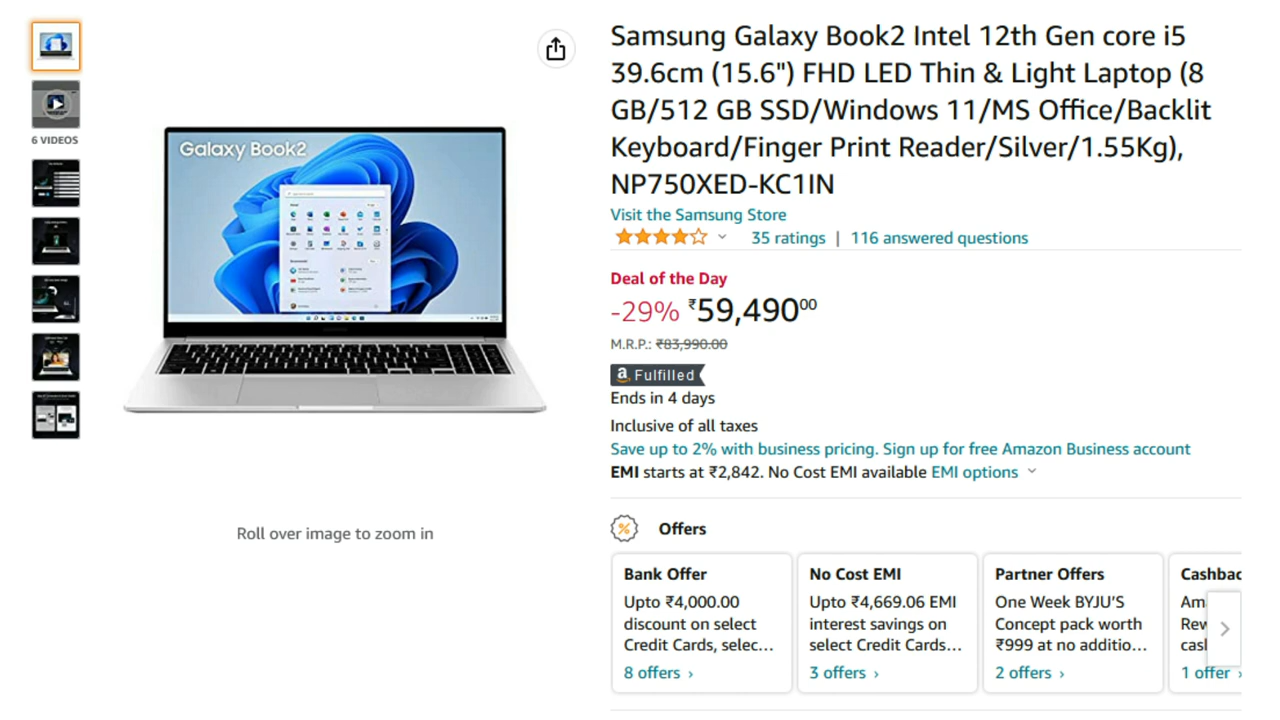 6 VIDEOS
Galaxy Book2
Roll over image to zoom in
Samsung Galaxy Book2 Intel 12th Gen core i5
39.6cm (15.6") FHD LED Thin & Light Laptop (8
GB/512 GB SSD/Windows 11/MS Office/Backlit
Keyboard/Finger Print Reader/Silver/1.55Kg),
NP750XED-KC1IN
Visit the Samsung Store
35 ratings | 116 answered questions
Deal of the Day
-29% ₹59,49000
M.R.P.: ₹83,990.00
a Fulfilled
Ends in 4 days
Inclusive of all taxes
Save up to 2% with business pricing. Sign up for free Amazon Business account
EMI starts at ₹2,842. No Cost EMI available EMI options
% Offers
Bank Offer
Upto ₹4,000.00
discount on select
Credit Cards, selec...
8 offers ›
No Cost EMI
Upto ₹4,669.06 EMI
interest savings on
select Credit Cards...
3 offers ›
Partner Offers
One Week BYJU'S
Concept pack worth
₹999 at no additio...
2 offers ›
Cashbac
Am
Rew
cas
1 offer ›